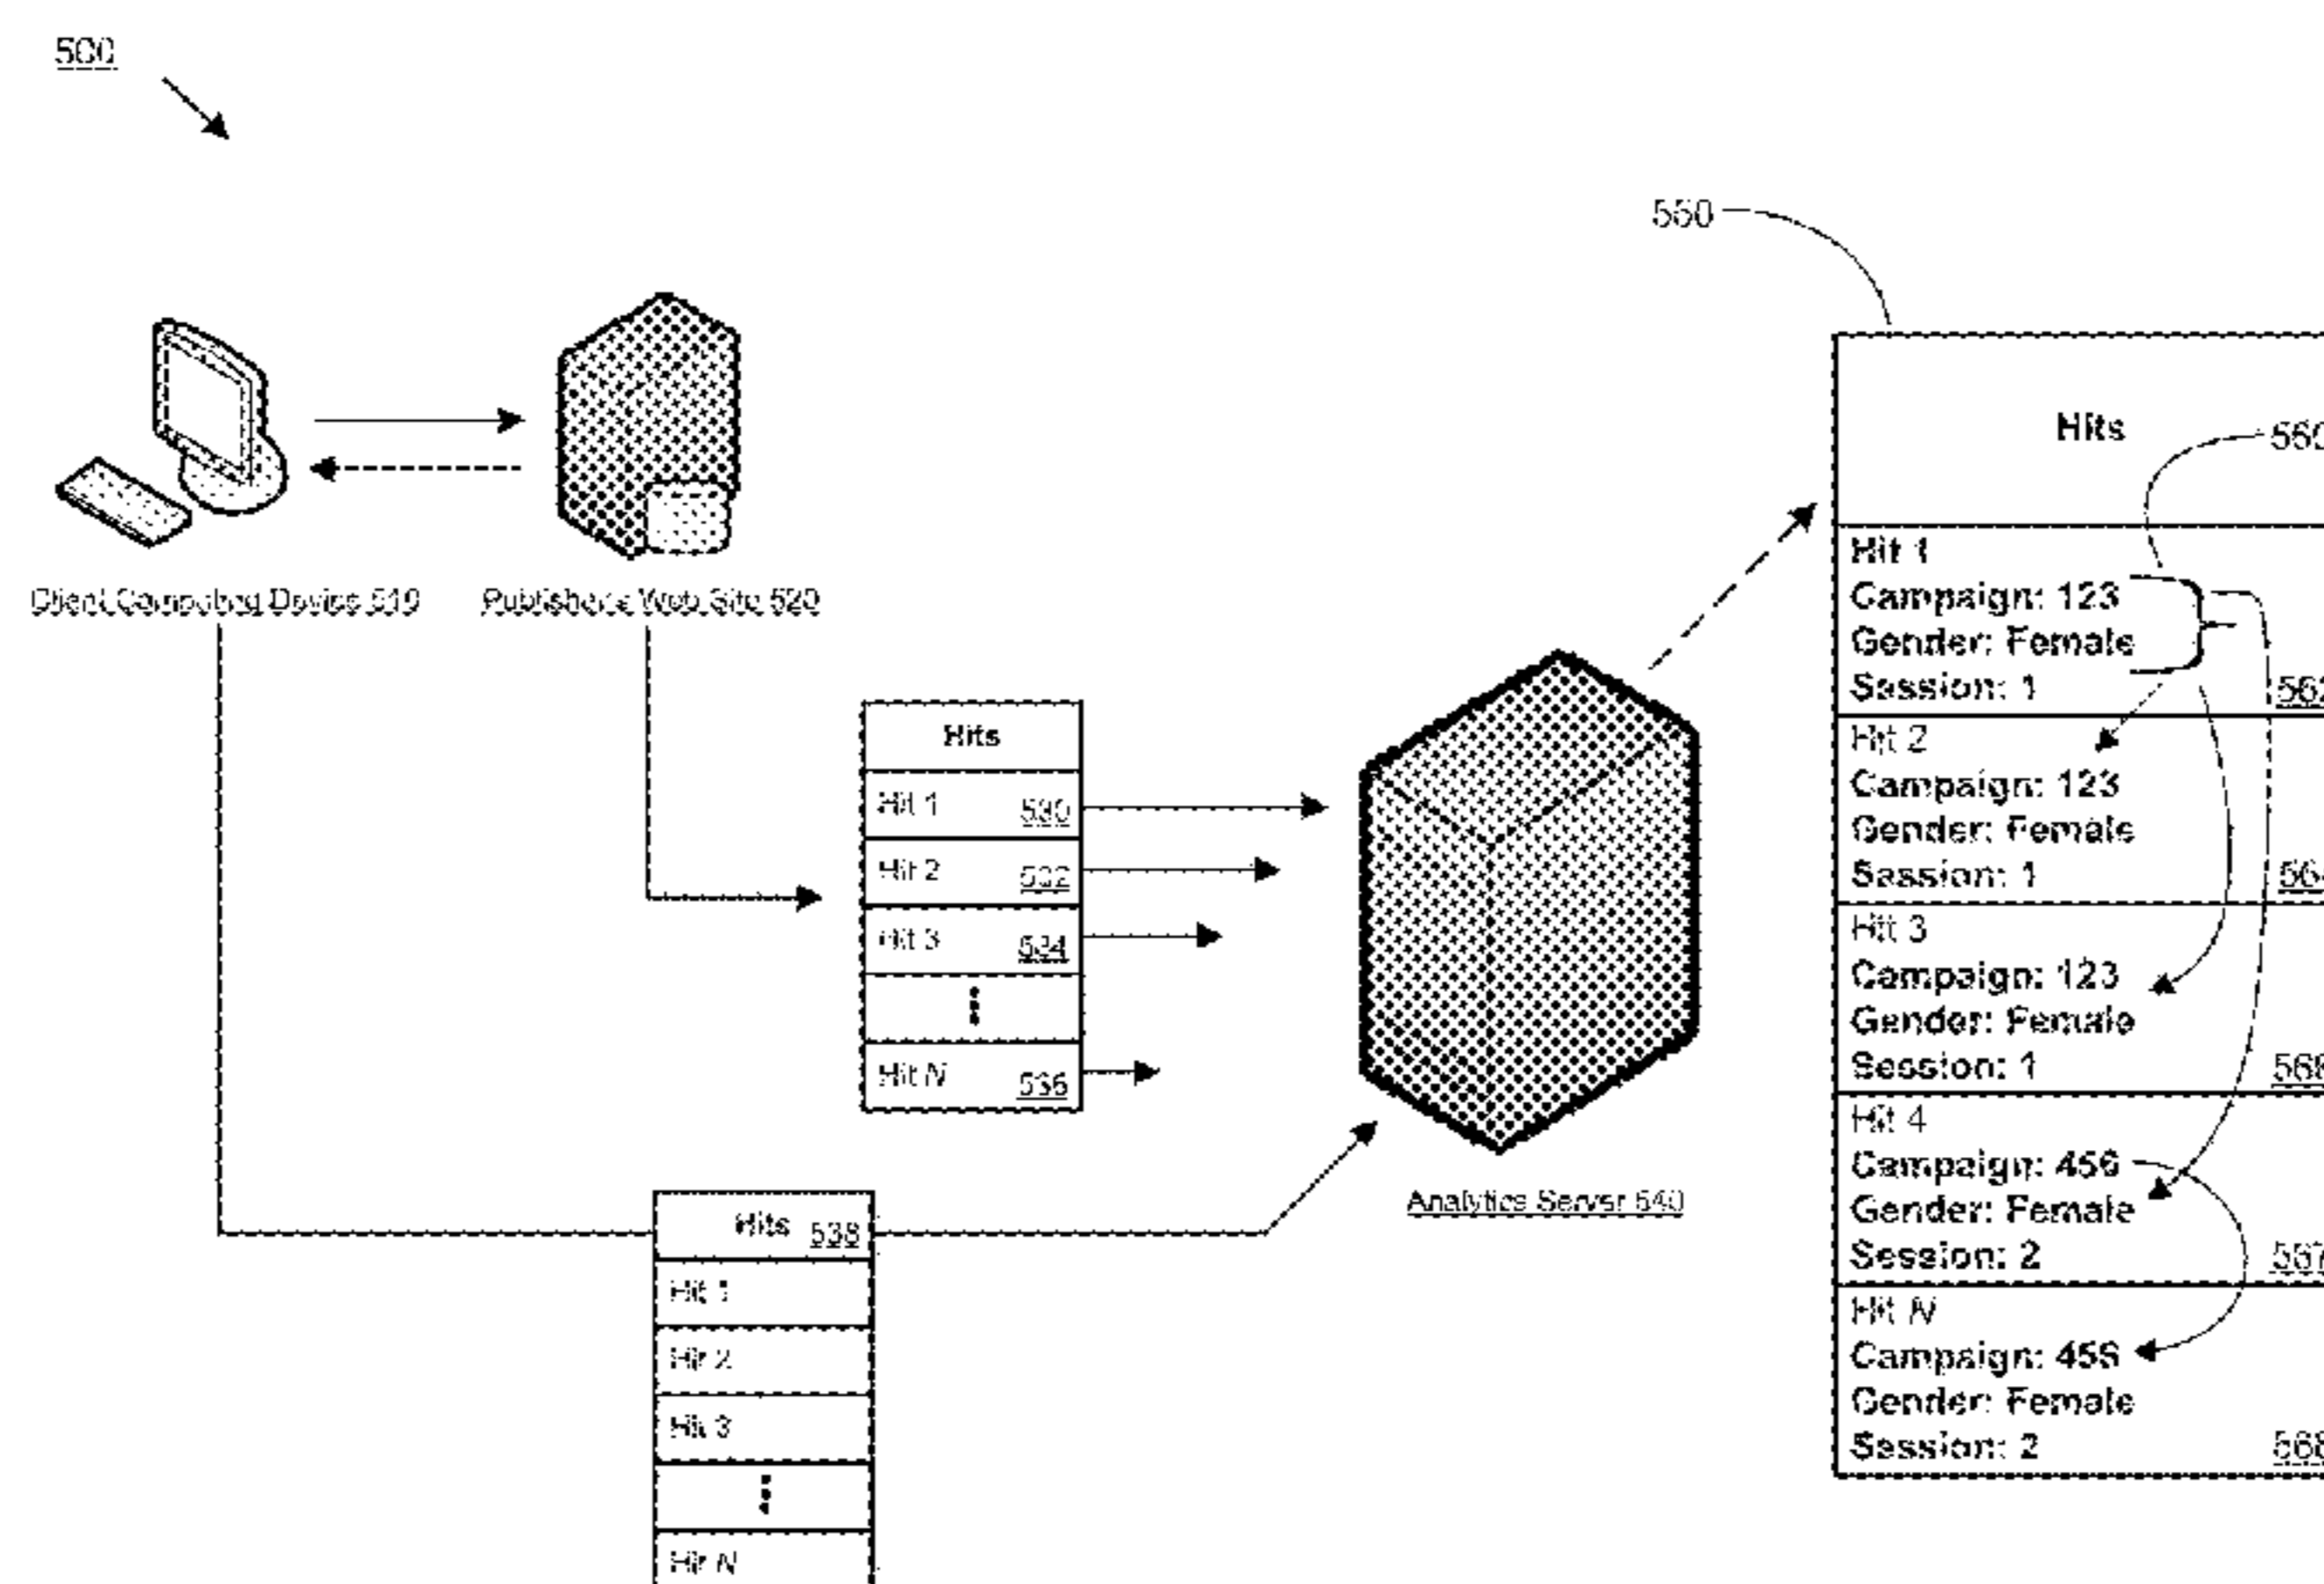 500
550
Client Computing Device 510
Publisher's Web Site 520
Hits
Hit 1 530
Hit 2 532
Hit 3 534
Hit N 536
Analytics Server 540
Hits 538
Hit 1
Hit 2
Hit 3
Hit N
Hits
Hit 1
Campaign: 123
Gender: Female
Session: 1
Hit 2
Campaign: 123
Gender: Female
Session: 1
Hit 3
Campaign: 123
Gender: Female
Session: 1
Hit 4
Campaign: 456
Gender: Female
Session: 2
Hit N
Campaign: 456
Gender: Female
Session: 2